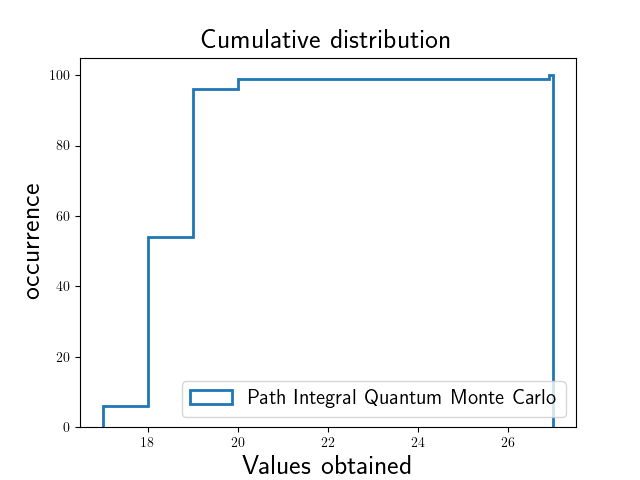 Cumulative distribution
100
80
60
40
20
0
occurrence
Path Integral Quantum Monte Carlo
18 20 22 24 26
Values obtained